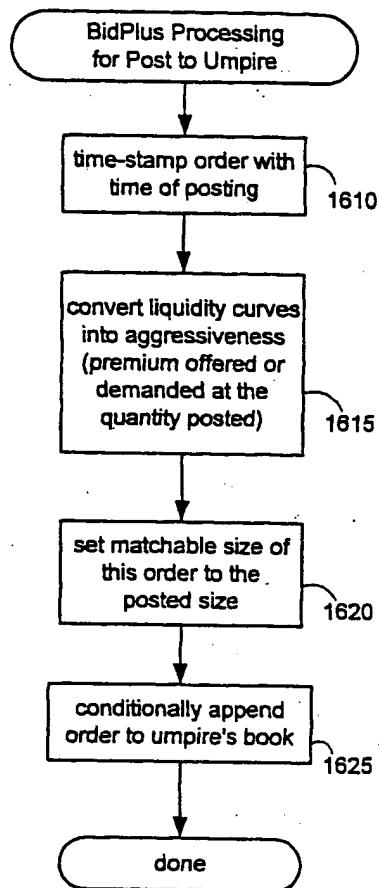 BidPlus Processing
for Post to Umpire
time-stamp order with
time of posting
1610
convert liquidity curves
into aggressiveness
(premium offered or
demanded at the
quantity posted)
1615
set matchable size of
this order to the
posted size
1620
conditionally append
order to umpire's book
1625
done